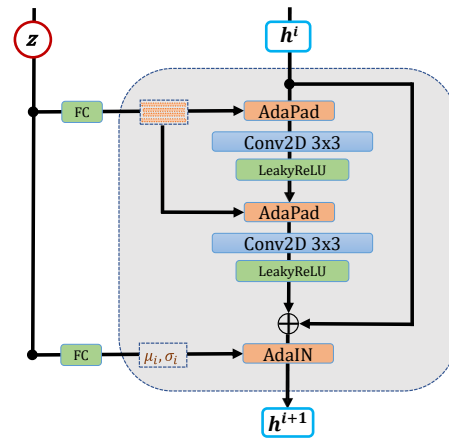 z
h^i
FC
AdaPad
Conv2D 3x3
LeakyReLU
AdaPad
Conv2D 3x3
LeakyReLU
FC
μ_i, σ_i
AdaIN
h^{i+1}